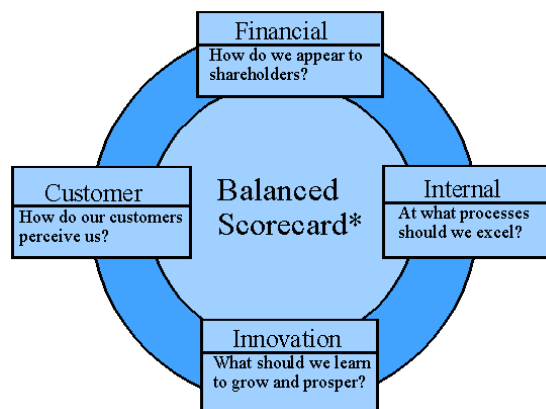 Financial
How do we appear to
shareholders?
Customer
How do our customers
perceive us?
Balanced
Scorecard*
Internal
At what processes
should we excel?
Innovation
What should we learn
to grow and prosper?